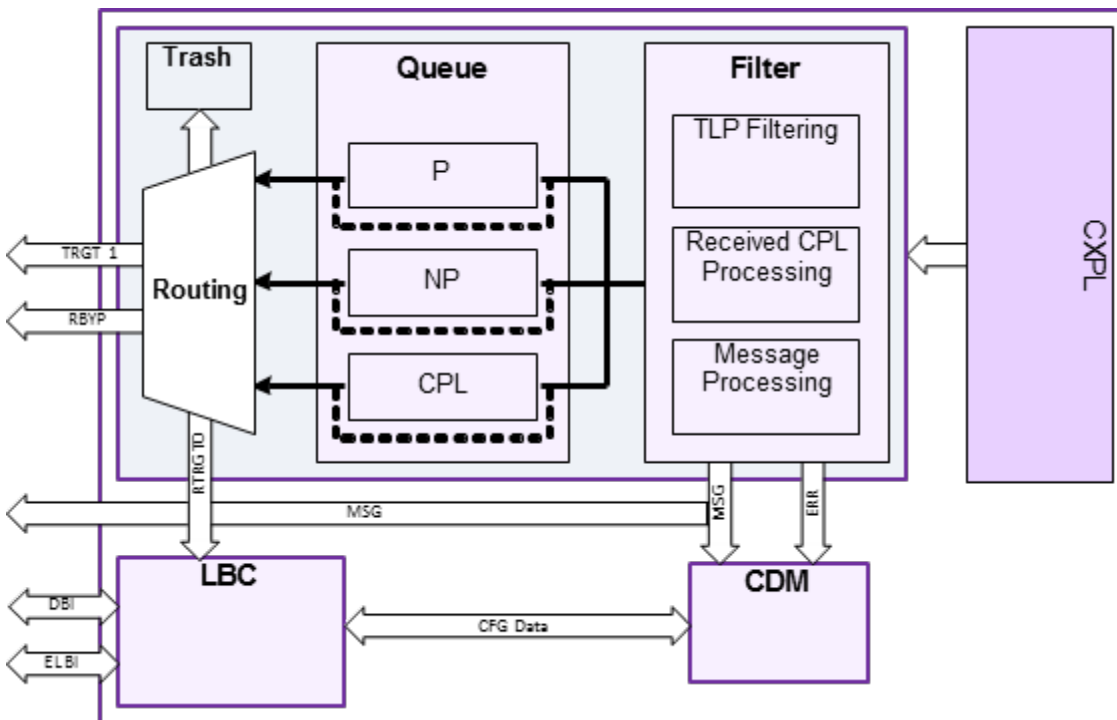 Trash
Queue
Filter
TLP Filtering
P
Received CPL
Processing
CXPL
TRGT 1
NP
Routing
RBYP
Message
Processing
CPL
RTRGT0
MSG
MSG
ERR
LBC
CDM
DBI
CFG Data
ELBI